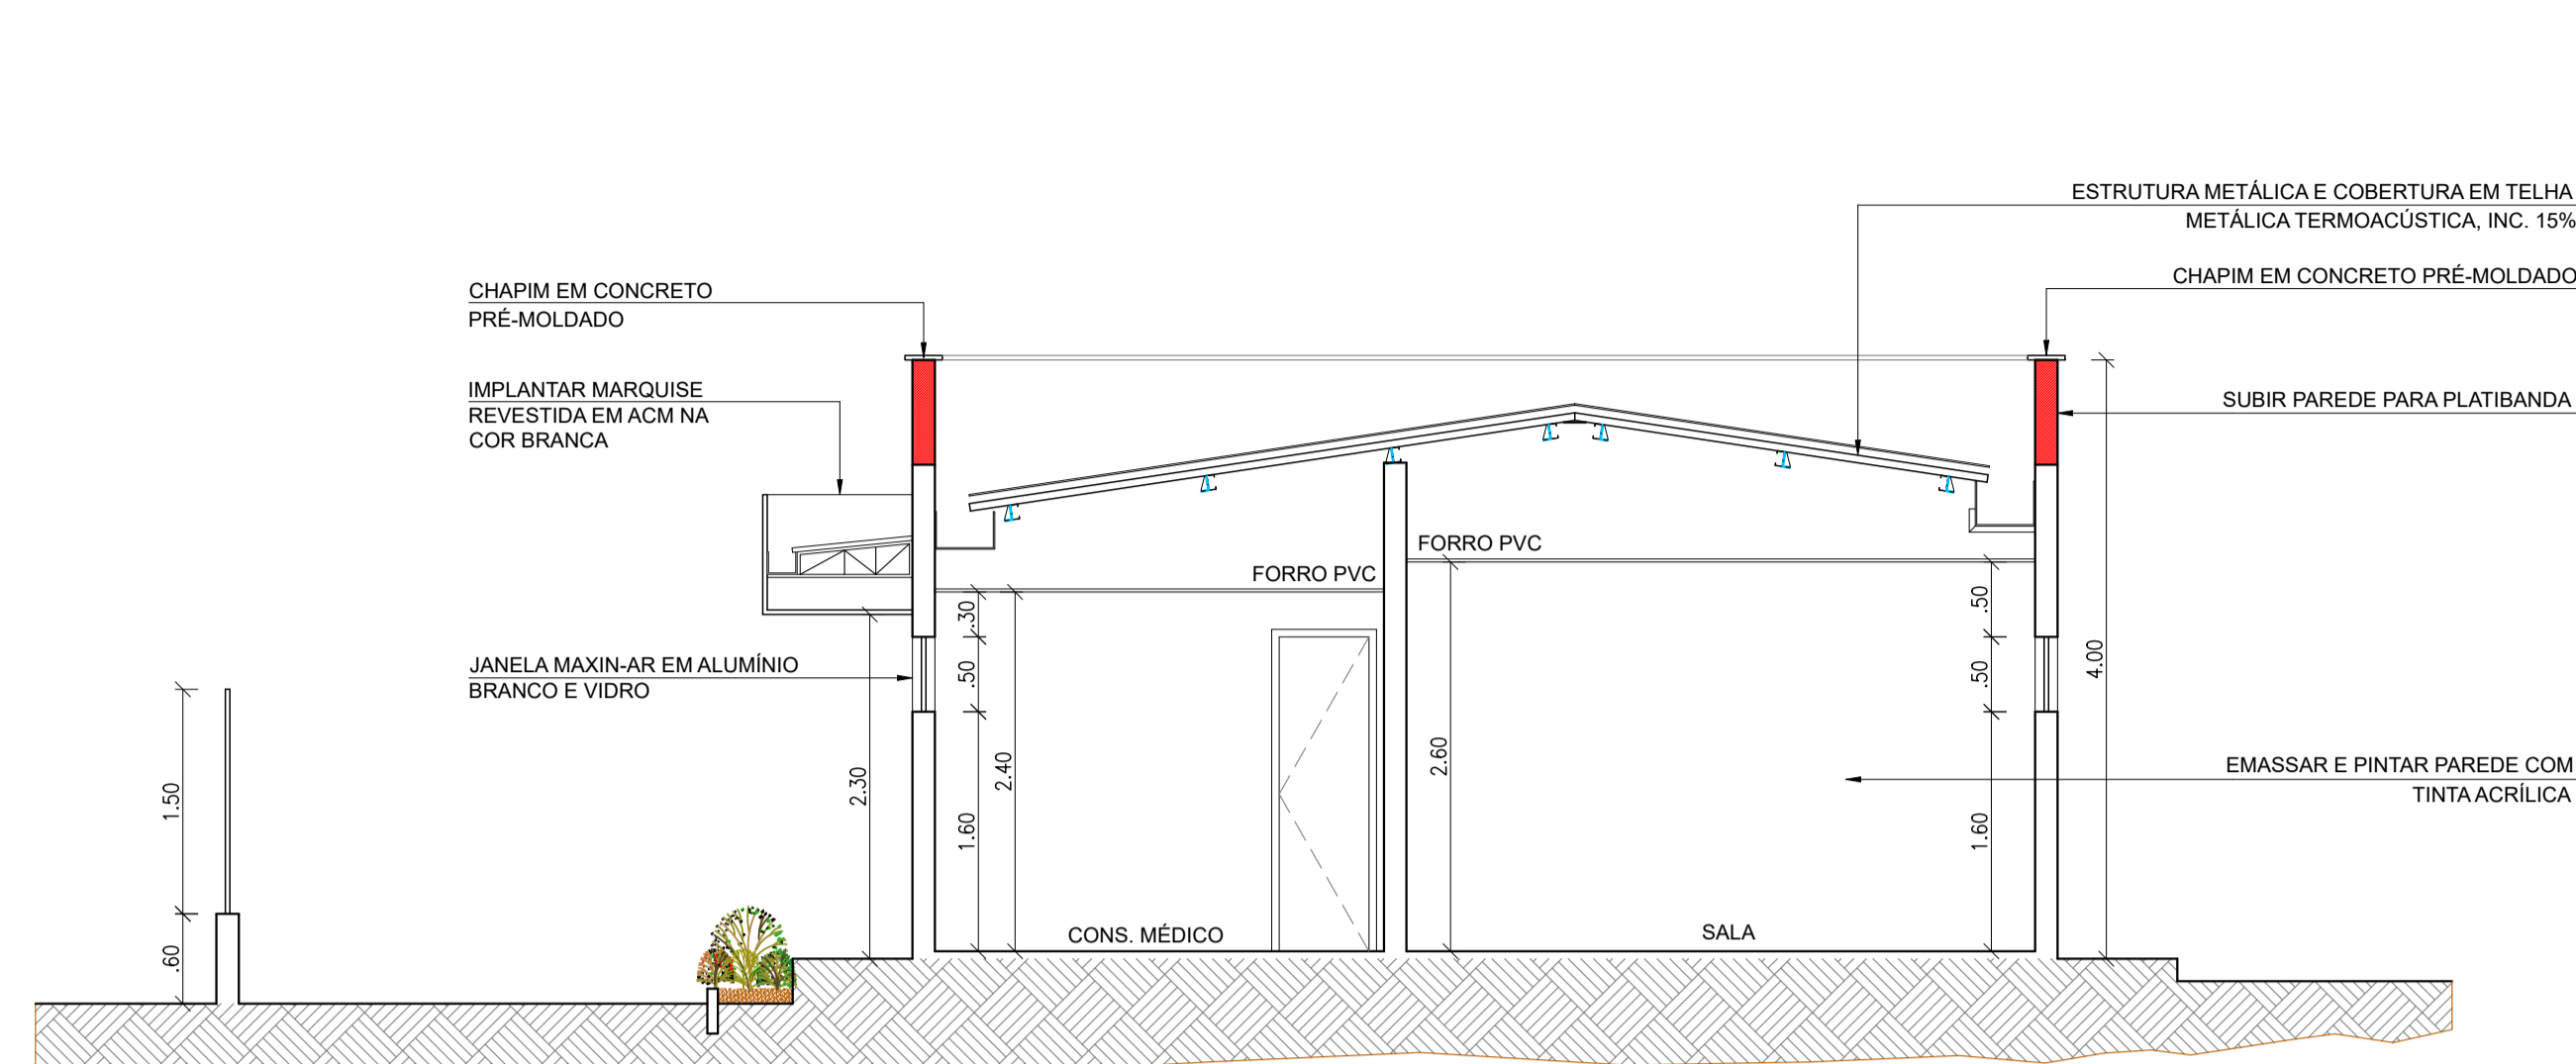 ESTRUTURA METÁLICA E COBERTURA EM TELHA
METÁLICA TERMOACÚSTICA, INC. 15%
CHAPIM EM CONCRETO PRÉ-MOLDADO
CHAPIM EM CONCRETO
PRÉ-MOLDADO
IMPLANTAR MARQUISE
REVESTIDA EM ACM NA
COR BRANCA
SUBIR PAREDE PARA PLATIBANDA
FORRO PVC
FORRO PVC
.30
.50
.50
.50
4.00
JANELA MAXIN-AR EM ALUMÍNIO
BRANCO E VIDRO
2.30
2.40
2.60
1.50
1.60
1.60
EMASSAR E PINTAR PAREDE COM
TINTA ACRÍLICA
CONS. MÉDICO
SALA
.60